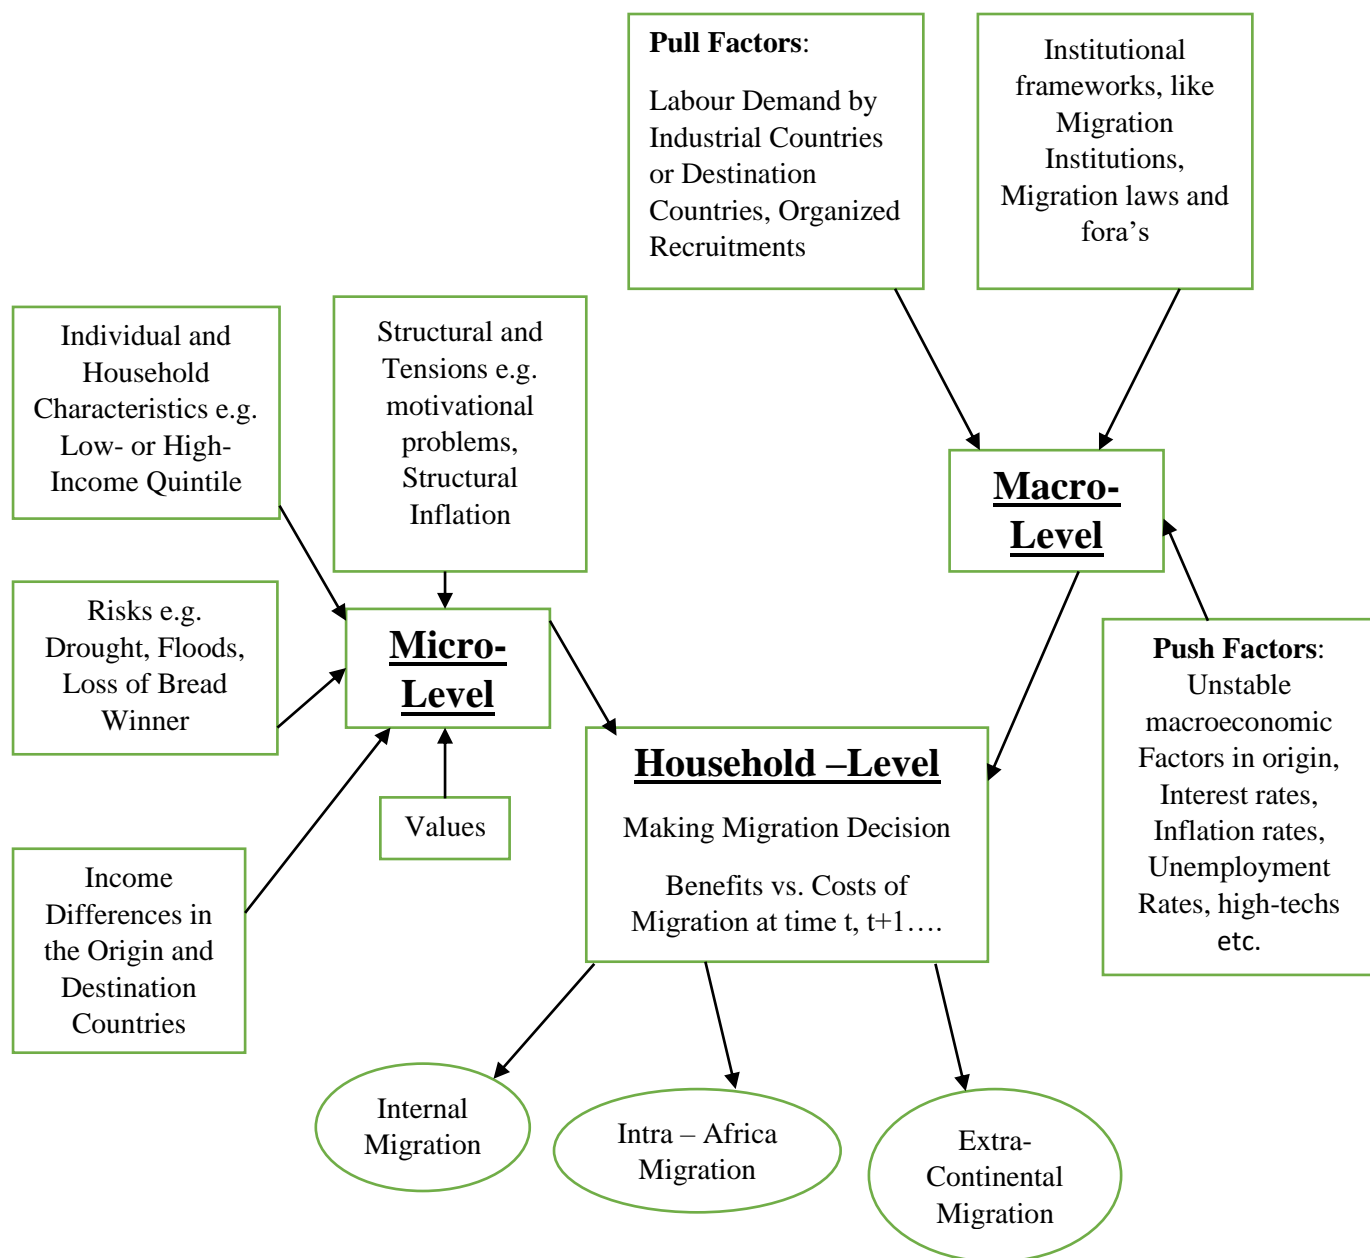 Pull Factors:
Labour Demand by
Industrial Countries
or Destination
Countries, Organized
Recruitments
Institutional
frameworks, like
Migration
Institutions,
Migration laws and
fora’s
Individual and
Household
Characteristics e.g.
Low- or High-
Income Quintile
Structural and
Tensions e.g.
motivational
problems,
Structural
Inflation
Macro-
Level
Risks e.g.
Drought, Floods,
Loss of Bread
Winner
Micro-
Level
Push Factors:
Unstable
macroeconomic
Factors in origin,
Interest rates,
Inflation rates,
Unemployment
Rates, high-techs
etc.
Values
Household –Level
Making Migration Decision
Benefits vs. Costs of
Migration at time t, t+1….
Income
Differences in
the Origin and
Destination
Countries
Internal
Migration
Intra – Africa
Migration
Extra-
Continental
Migration